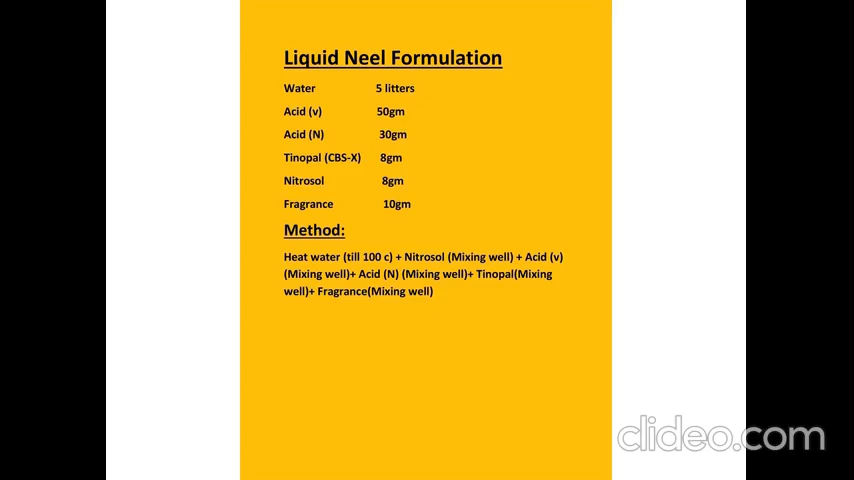 Liquid Neel Formulation
Water 5 litters
Acid (v) 50gm
Acid (N) 30gm
Tinopal (CBS-X) 8gm
Nitrosol 8gm
Fragrance 10gm
Method:
Heat water (till 100 c) + Nitrosol (Mixing well) + Acid (v)
(Mixing well)+ Acid (N) (Mixing well)+ Tinopal(Mixing
well)+ Fragrance(Mixing well)
clideo.com